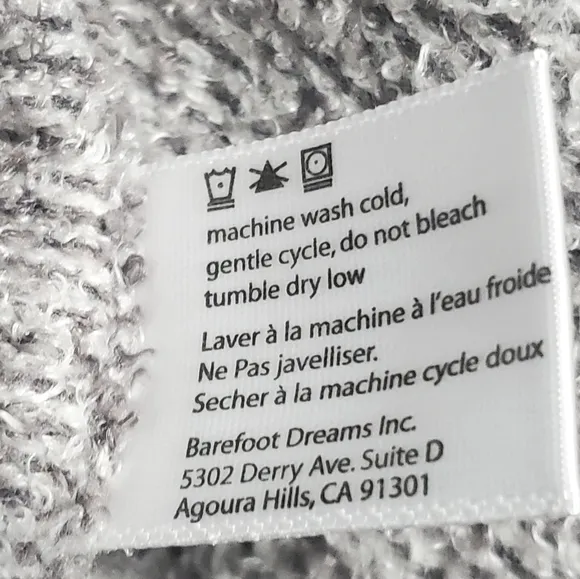 machine wash cold,
gentle cycle, do not bleach
tumble dry low
Laver à la machine à l'eau froide
Ne Pas javelliser.
Secher à la machine cycle doux
Barefoot Dreams Inc.
5302 Derry Ave. Suite D
Agoura Hills, CA 91301